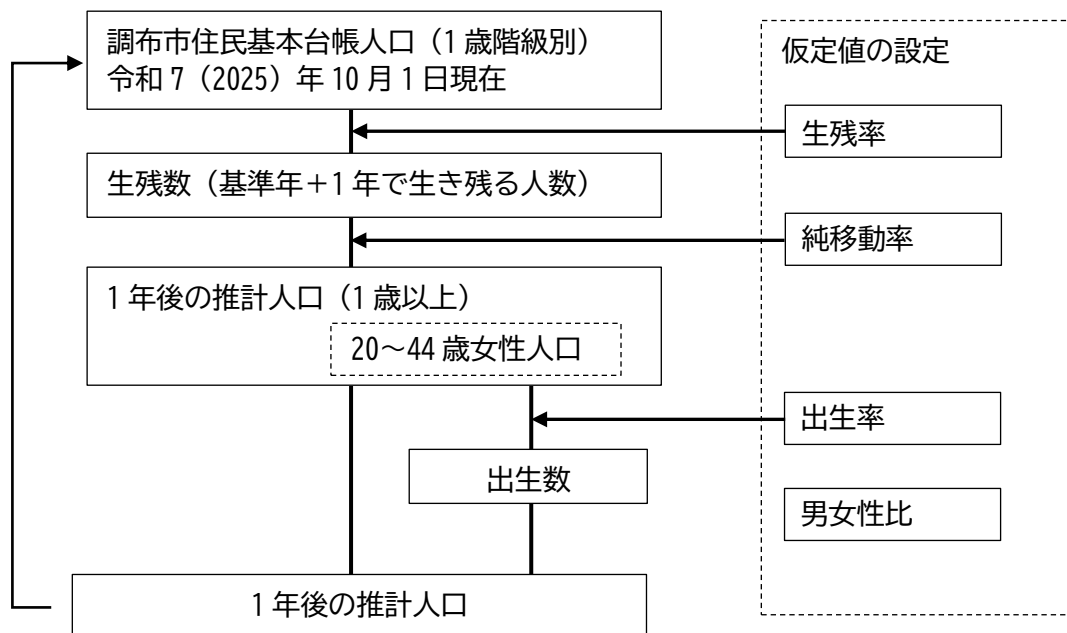 調布市住民基本台帳人口（1歳階級別）
令和7（2025）年10月1日現在
仮定値の設定
生残率
生残数（基準年＋1年で生き残る人数）
純移動率
1年後の推計人口（1歳以上）
20～44歳女性人口
出生率
出生数
男女性比
1年後の推計人口